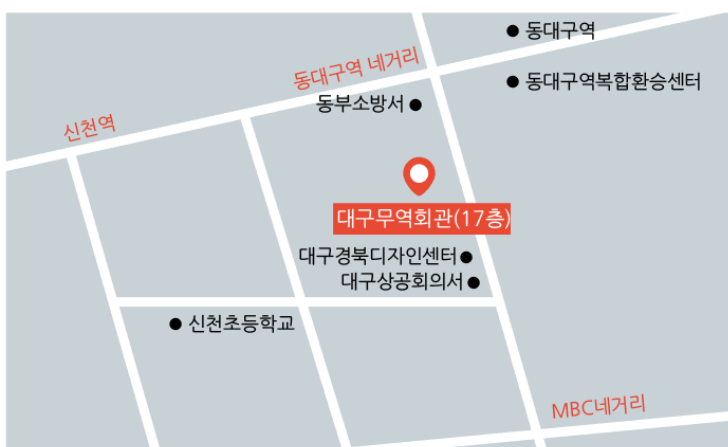 동대구역
동대구역 네거리
동대구역복합환승센터
동부소방서
신천역
대구무역회관(17층)
대구경북디자인센터
대구상공회의서
신천초등학교
MBC네거리